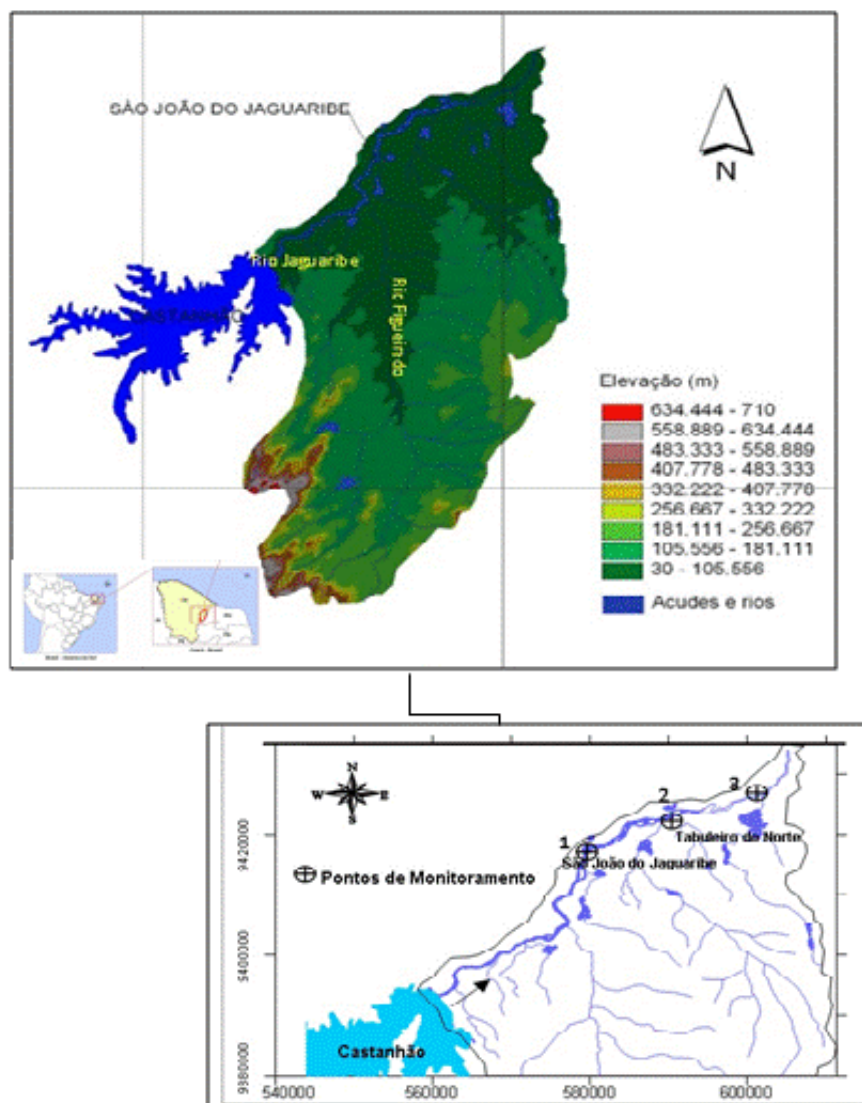 SÃO JOÃO DO JAGUARIBE
N
Rio Jaguaribe
CASTANHÃO
Rio Figueiredo
Elevação (m)
634.444 - 710
558.889 - 634.444
483.333 - 558.889
407.778 - 483.333
332.222 - 407.778
256.667 - 332.222
181.111 - 256.667
105.556 - 181.111
30 - 105.556
Acudes e rios
N
W E
S
3
2
Tabuleiro do Norte
1
São João do Jaguaribe
Pontos de Monitoramento
Castanhão
9420000
9380000
540000 560000 580000 600000